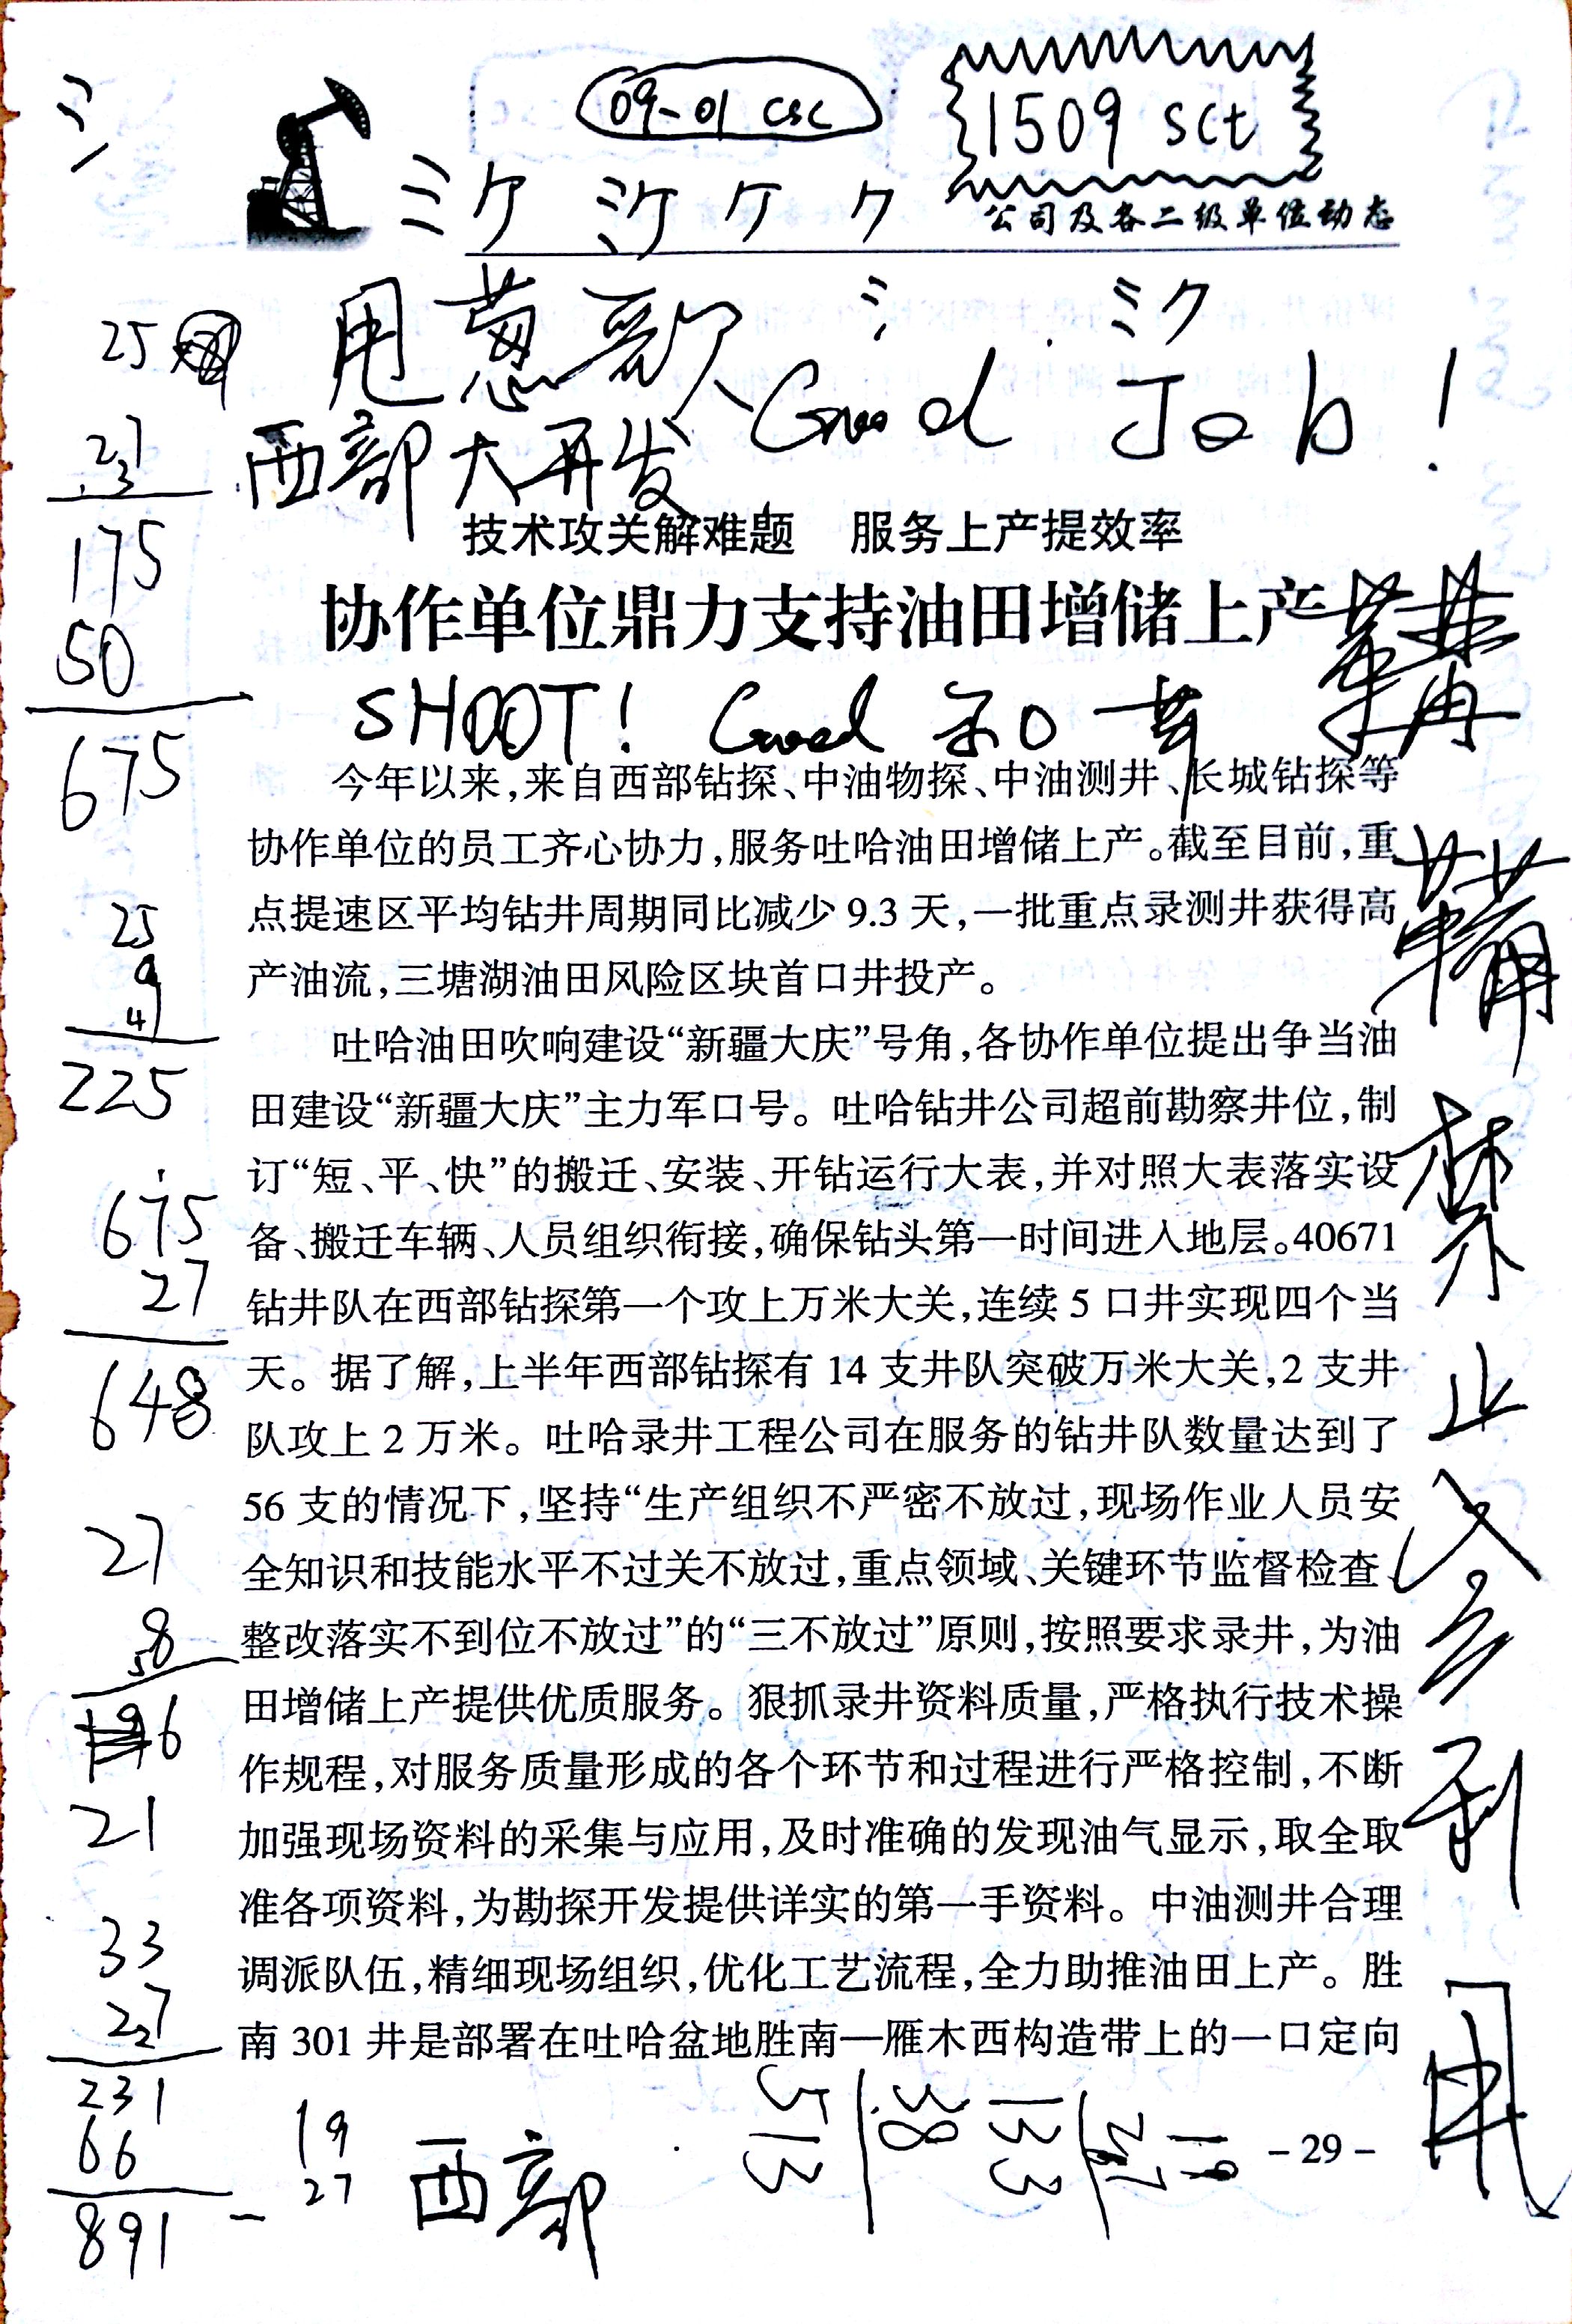 09-01 csc
1509 sct
ミク ミク ケ ク
公司及各二级单位动态
甩葱歌
ミク
Good Job!
西部大开发
技术攻关解难题 服务上产提效率
协作单位鼎力支持油田增储上产
SHOOT! Good
今年以来,来自西部钻探、中油物探、中油测井、长城钻探等
协作单位的员工齐心协力,服务吐哈油田增储上产。截至目前,重
点提速区平均钻井周期同比减少 9.3 天,一批重点录测井获得高
产油流,三塘湖油田风险区块首口井投产。
吐哈油田吹响建设“新疆大庆”号角,各协作单位提出争当油
田建设“新疆大庆”主力军口号。吐哈钻井公司超前勘察井位,制
订“短、平、快”的搬迁、安装、开钻运行大表,并对照大表落实设
备、搬迁车辆、人员组织衔接,确保钻头第一时间进入地层。40671
钻井队在西部钻探第一个攻上万米大关,连续 5 口井实现四个当
天。据了解,上半年西部钻探有 14 支井队突破万米大关,2 支井
队攻上 2 万米。吐哈录井工程公司在服务的钻井队数量达到了
56 支的情况下,坚持“生产组织不严密不放过,现场作业人员安
全知识和技能水平不过关不放过,重点领域、关键环节监督检查、
整改落实不到位不放过”的“三不放过”原则,按照要求录井,为油
田增储上产提供优质服务。狠抓录井资料质量,严格执行技术操
作规程,对服务质量形成的各个环节和过程进行严格控制,不断
加强现场资料的采集与应用,及时准确的发现油气显示,取全取
准各项资料,为勘探开发提供详实的第一手资料。中油测井合理
调派队伍,精细现场组织,优化工艺流程,全力助推油田上产。胜
南 301 井是部署在吐哈盆地胜南—雁木西构造带上的一口定向
- 29 -
25
27
175
50
675
25
9
225
675
27
648
27
8
21
33
27
231
66
891
19
27
西部
513
38
133